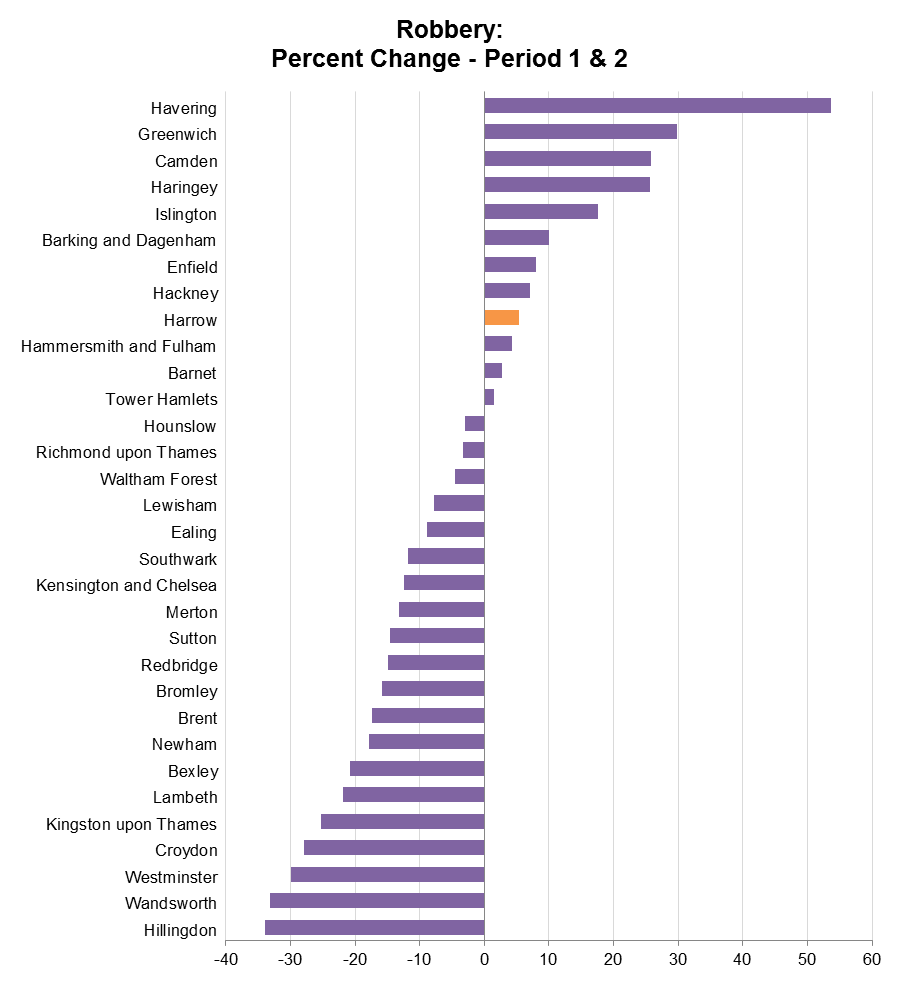 Robbery:
Percent Change - Period 1 & 2
Havering
Greenwich
Camden
Haringey
Islington
Barking and Dagenham
Enfield
Hackney
Harrow
Hammersmith and Fulham
Barnet
Tower Hamlets
Hounslow
Richmond upon Thames
Waltham Forest
Lewisham
Ealing
Southwark
Kensington and Chelsea
Merton
Sutton
Redbridge
Bromley
Brent
Newham
Bexley
Lambeth
Kingston upon Thames
Croydon
Westminster
Wandsworth
Hillingdon
-40 -30 -20 -10 0 10 20 30 40 50 60